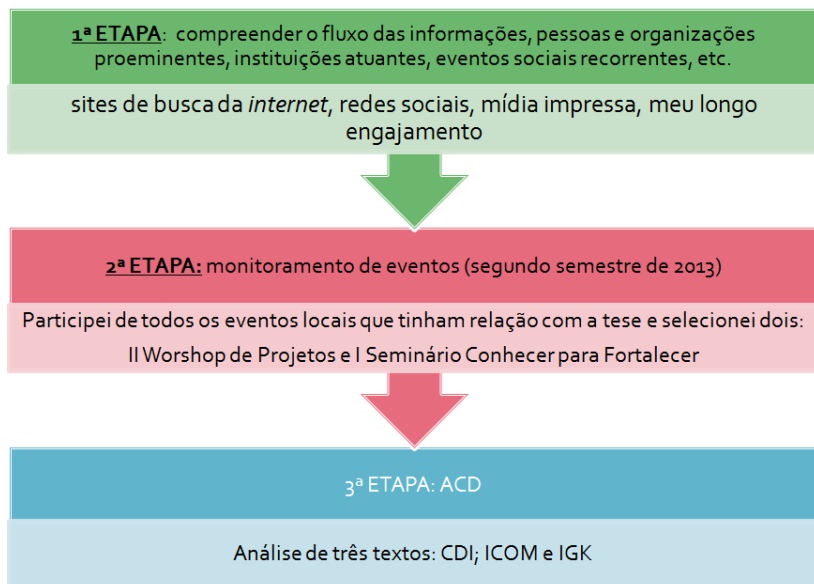 1ª ETAPA: compreender o fluxo das informações, pessoas e organizações
proeminentes, instituições atuantes, eventos sociais recorrentes, etc.
sites de busca da internet, redes sociais, mídia impressa, meu longo
engajamento
2ª ETAPA: monitoramento de eventos (segundo semestre de 2013)
Participei de todos os eventos locais que tinham relação com a tese e selecionei dois:
II Worshop de Projetos e I Seminário Conhecer para Fortalecer
3ª ETAPA: ACD
Análise de três textos: CDI; ICOM e IGK